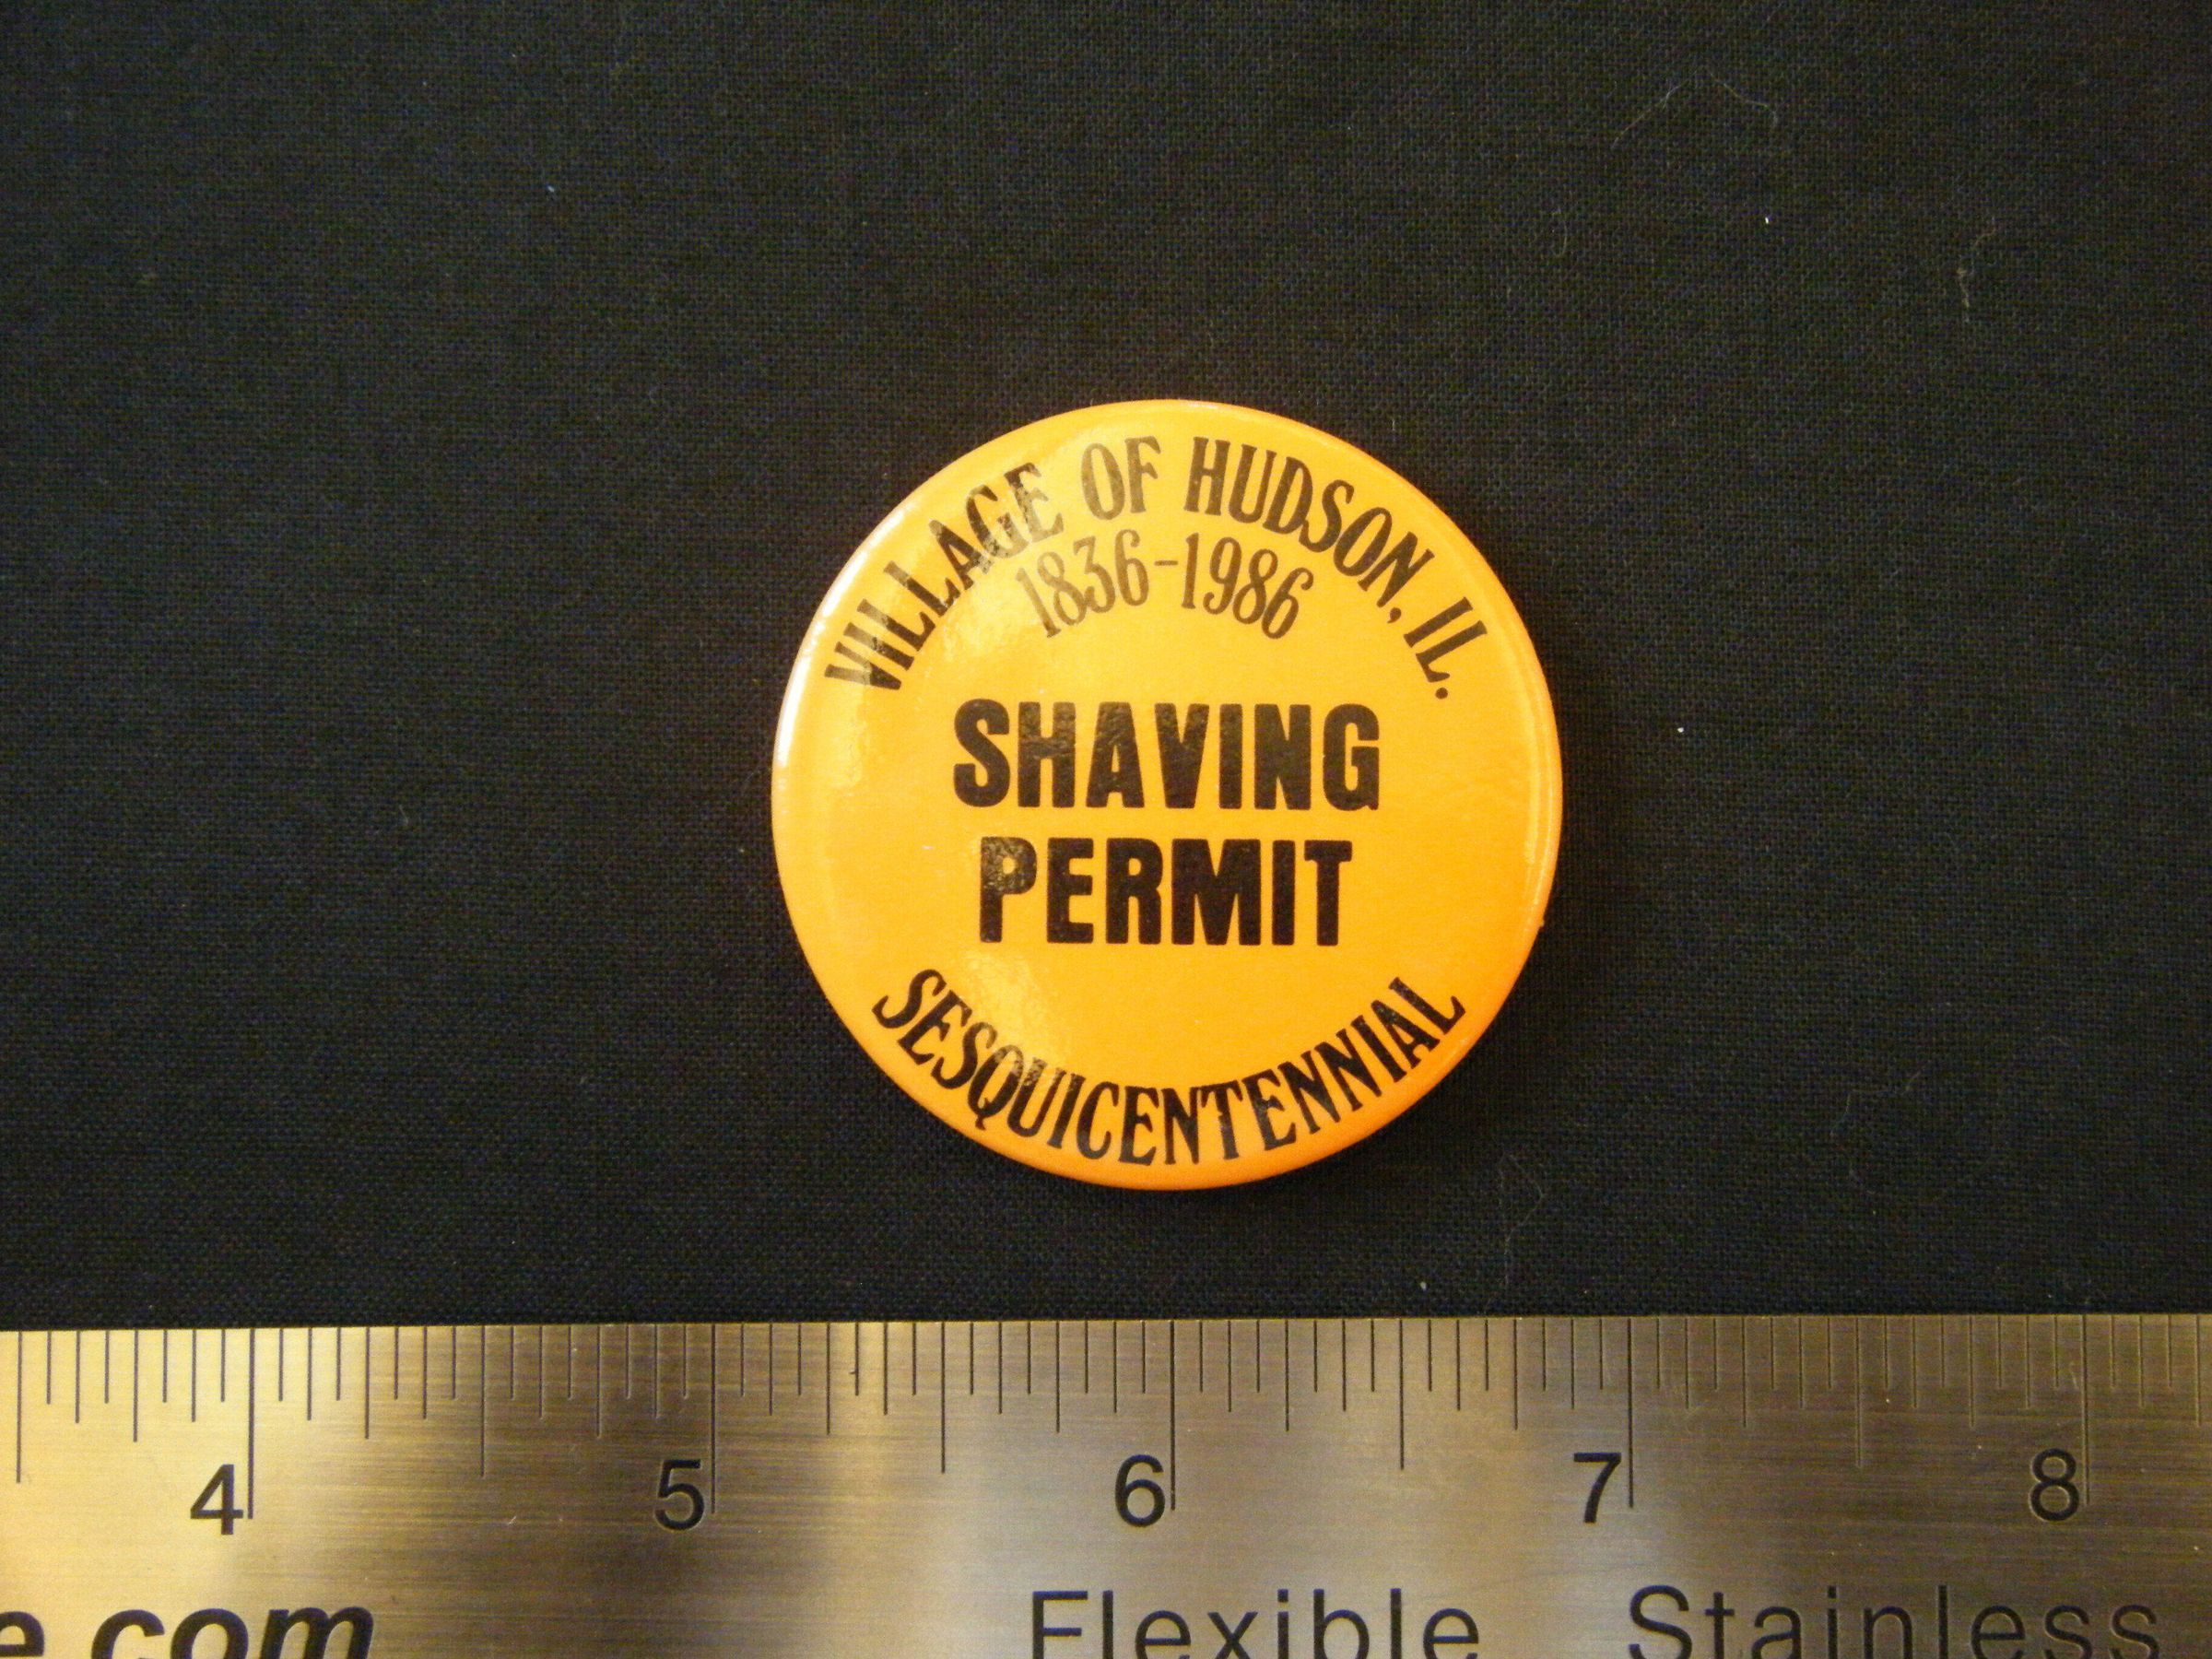 VILLAGE OF HUDSON, IL.
1836-1986
SHAVING
PERMIT
SESQUICENTENNIAL
4 5 6 7 8
e.com Flexible Stainless